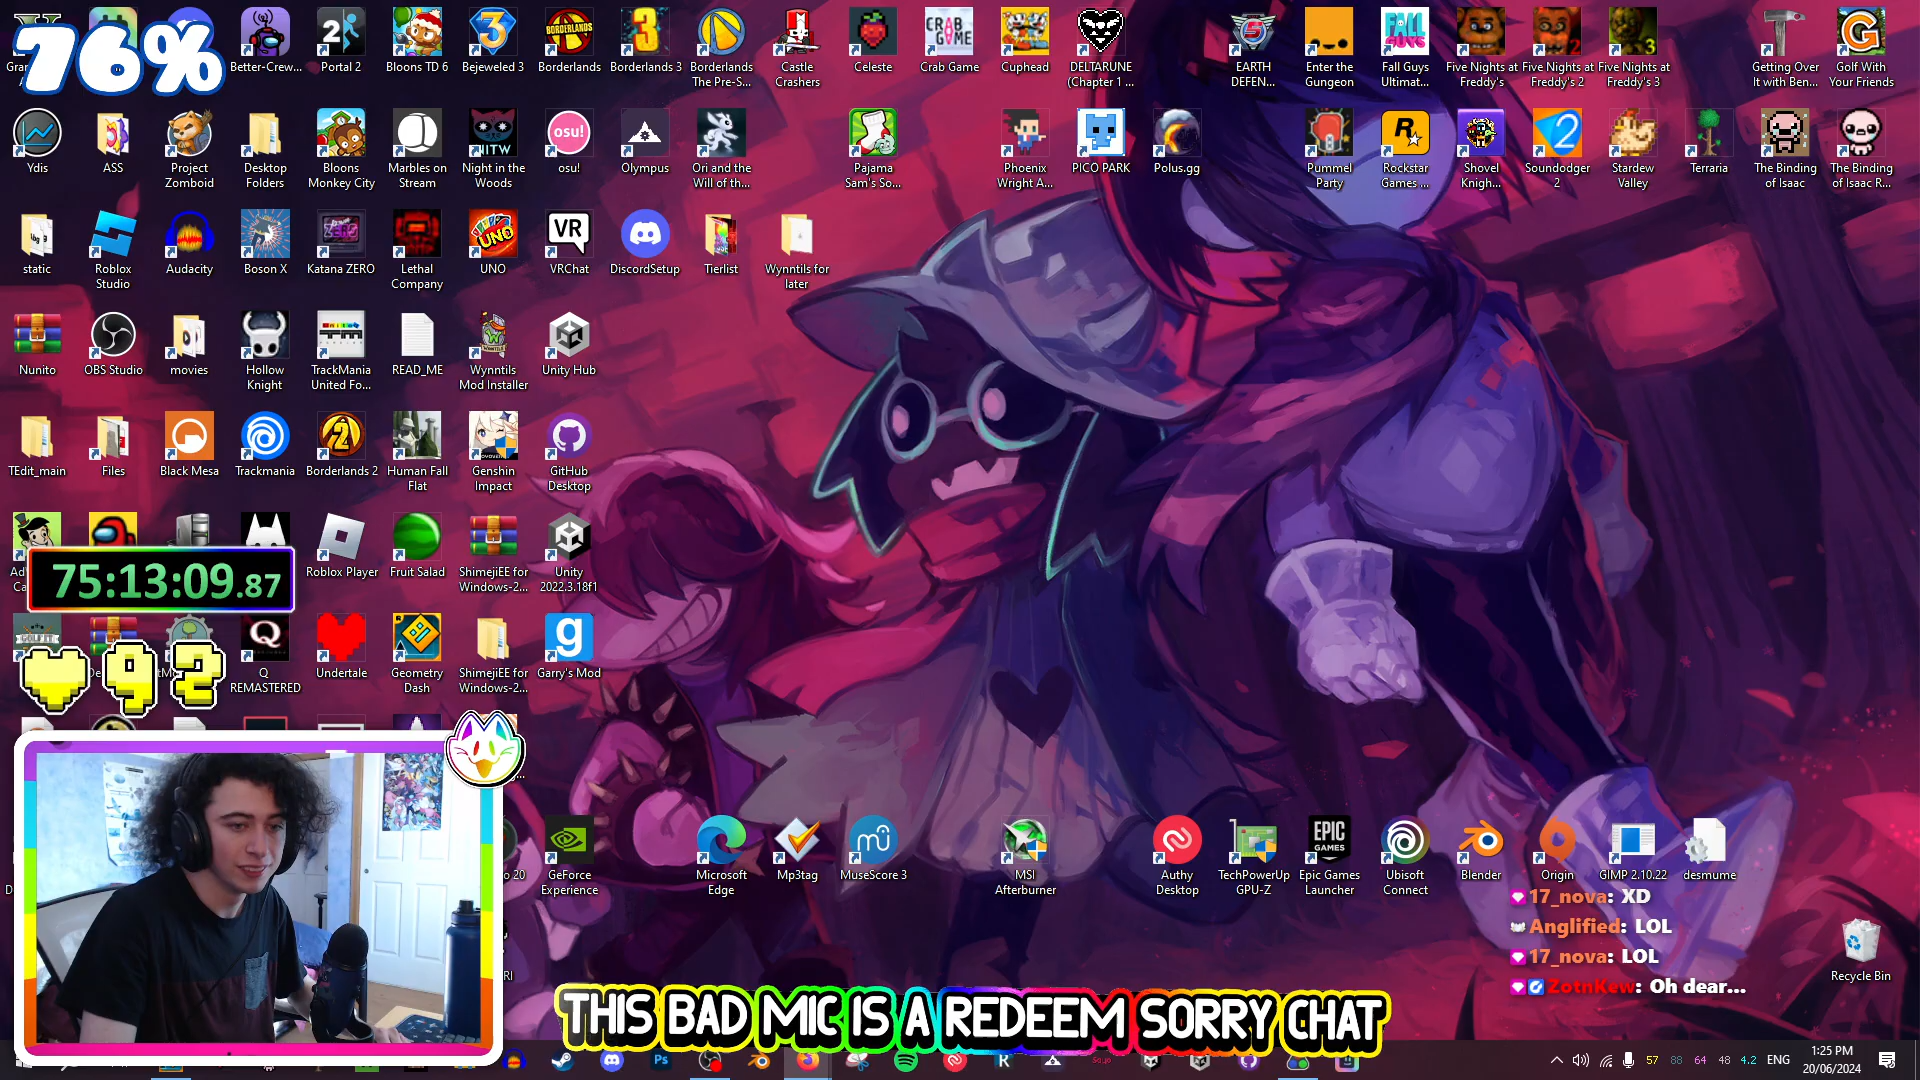 76%
Better-Crew...
Portal 2
Bloons TD 6
Bejeweled 3
Borderlands
Borderlands 3
Borderlands
The Pre-S...
Castle
Crashers
Celeste
Crab Game
Cuphead
DELTARUNE
(Chapter 1 ...
EARTH
DEFEN...
Enter the
Gungeon
Fall Guys
Ultimat...
Five Nights at
Freddy's
Five Nights at
Freddy's 2
Five Nights at
Freddy's 3
Getting Over
It with Ben...
Golf With
Your Friends
Ydis
ASS
Project
Zomboid
Desktop
Folders
Bloons
Monkey City
Marbles on
Stream
Night in the
Woods
osu!
Olympus
Ori and the
Will of th...
Pajama
Sam's So...
Phoenix
Wright A...
PICO PARK
Polus.gg
Pummel
Party
Rockstar
Games ...
Shovel
Knigh...
Soundodger
2
Stardew
Valley
Terraria
The Binding
of Isaac
The Binding
of Isaac R...
static
Roblox
Studio
Audacity
Boson X
Katana ZERO
Lethal
Company
UNO
VRChat
DiscordSetup
Tierlist
Wynntils for
later
Nunito
OBS Studio
movies
Hollow
Knight
TrackMania
United Fo...
READ_ME
Wynntils
Mod Installer
Unity Hub
TEdit_main
Files
Black Mesa
Trackmania
Borderlands 2
Human Fall
Flat
Genshin
Impact
GitHub
Desktop
Roblox Player
Fruit Salad
ShimejiEE for
Windows-2...
Unity
2022.3.18f1
75:13:09.87
92
Q
REMASTERED
Undertale
Geometry
Dash
ShimejiEE for
Windows-2...
Garry's Mod
GeForce
Experience
Microsoft
Edge
Mp3tag
MuseScore 3
MSI
Afterburner
Authy
Desktop
TechPowerUp
GPU-Z
Epic Games
Launcher
Ubisoft
Connect
Blender
Origin
GIMP 2.10.22
desmume
17_nova: XD
Anglified: LOL
17_nova: LOL
ZotnKew: Oh dear...
Recycle Bin
THIS BAD MIC IS A REDEEM SORRY CHAT
57 88 64 48 4.2 ENG
1:25 PM
20/06/2024